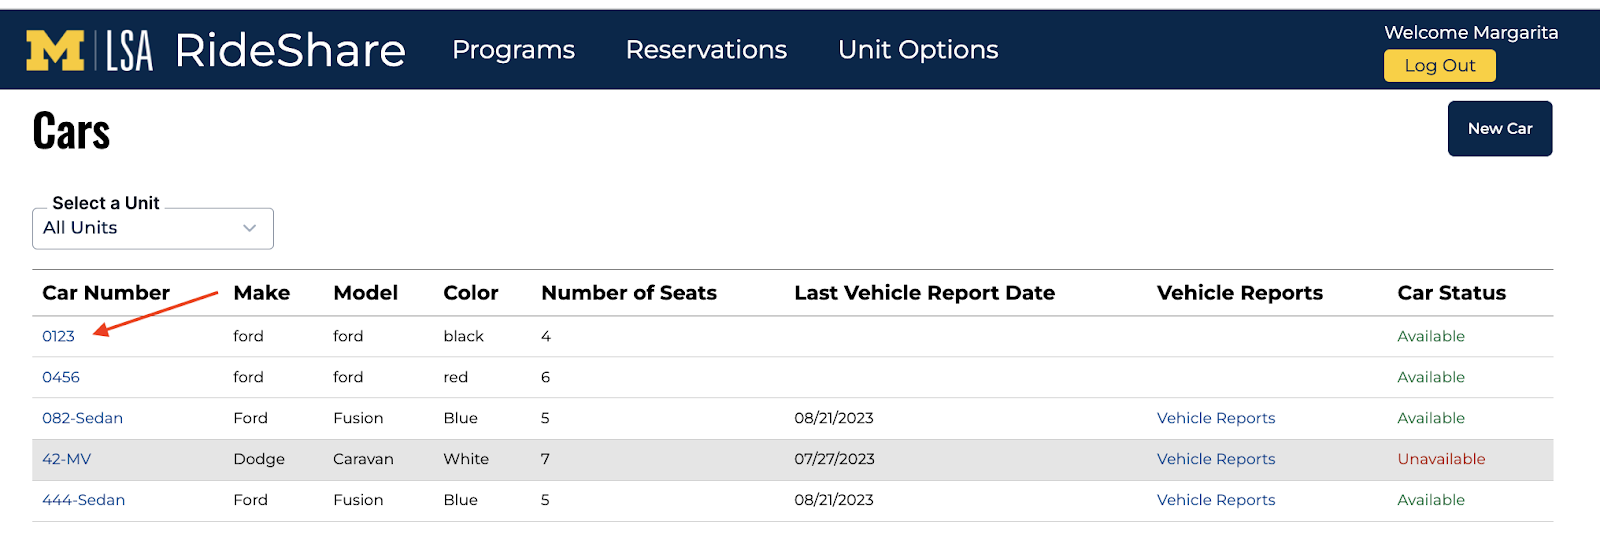 M LSA RideShare Programs Reservations Unit Options Welcome Margarita
Log Out
Cars New Car
Select a Unit
All Units
Car Number Make Model Color Number of Seats Last Vehicle Report Date Vehicle Reports Car Status
0123 ford ford black 4 Available
0456 ford ford red 6 Available
082-Sedan Ford Fusion Blue 5 08/21/2023 Vehicle Reports Available
42-MV Dodge Caravan White 7 07/27/2023 Vehicle Reports Unavailable
444-Sedan Ford Fusion Blue 5 08/21/2023 Vehicle Reports Available